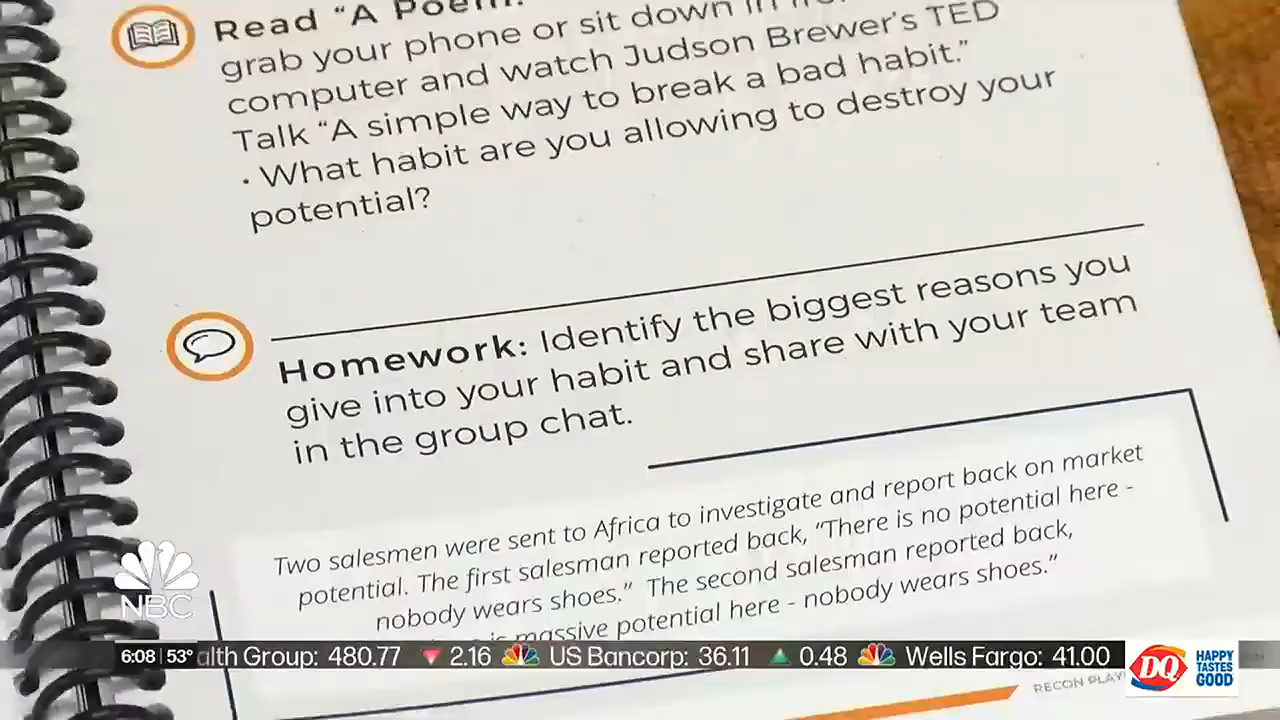 Read "A Poem
grab your phone or sit down in
computer and watch Judson Brewer's TED
Talk "A simple way to break a bad habit."
· What habit are you allowing to destroy your
potential?
Homework: Identify the biggest reasons you
give into your habit and share with your team
in the group chat.
Two salesmen were sent to Africa to investigate and report back on market
potential. The first salesman reported back, "There is no potential here -
nobody wears shoes." The second salesman reported back,
is massive potential here - nobody wears shoes."
NBC
6:08 53° alth Group: 480.77 2.16 US Bancorp: 36.11 0.48 Wells Fargo: 41.00
DQ HAPPY TASTES GOOD
RECON PLAY